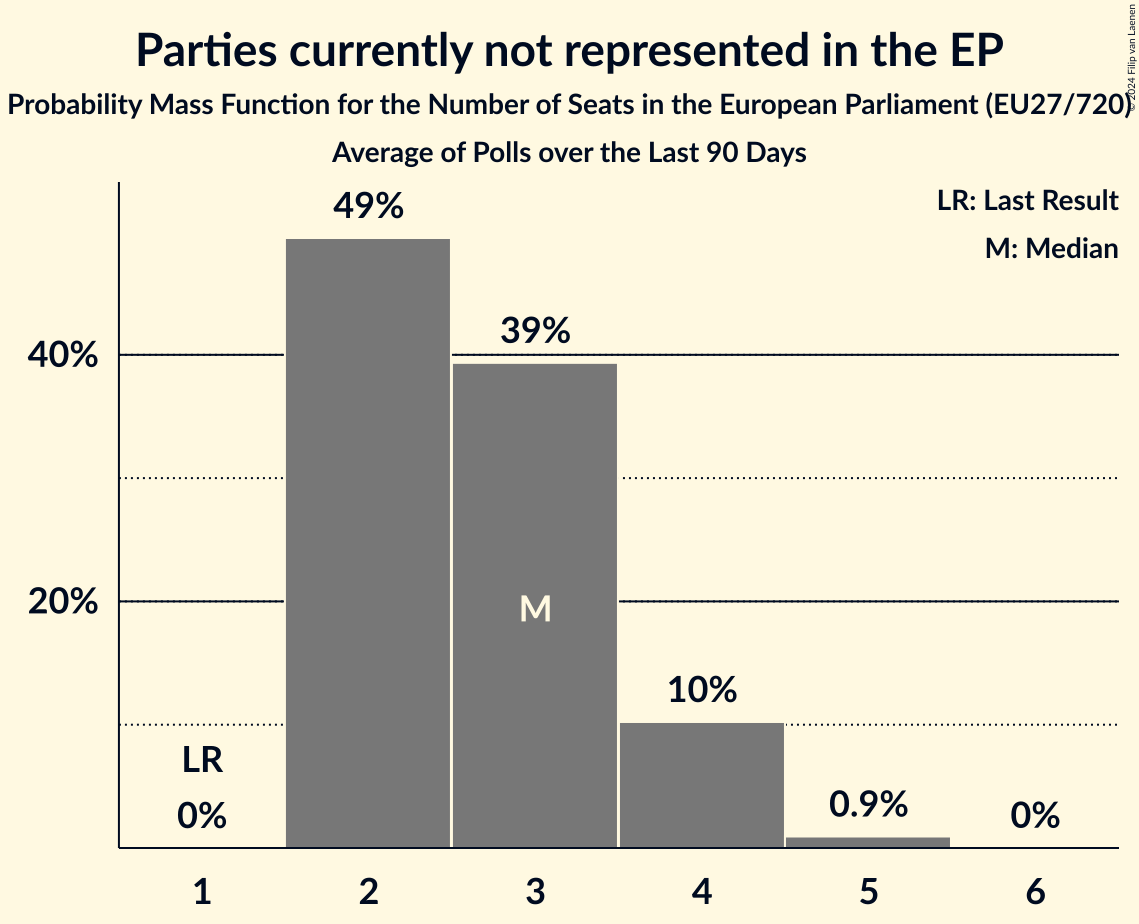 Parties currently not represented in the EP
Probability Mass Function for the Number of Seats in the European Parliament (EU27/720)
Average of Polls over the Last 90 Days
© 2024 Filip van Laenen
LR: Last Result
M: Median
49%
39%
40%
M
20%
10%
LR
0%
0.9%
0%
1 2 3 4 5 6